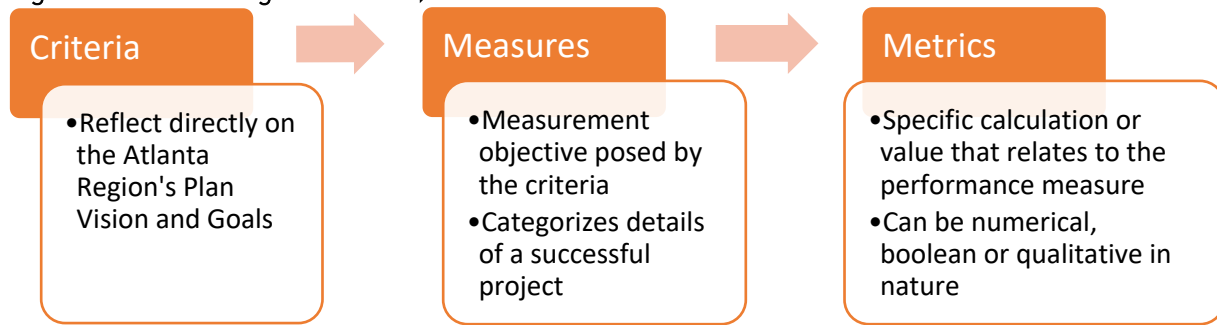 Criteria
•Reflect directly on
the Atlanta
Region's Plan
Vision and Goals
Measures
•Measurement
objective posed by
the criteria
•Categorizes details
of a successful
project
Metrics
•Specific calculation or
value that relates to the
performance measure
•Can be numerical,
boolean or qualitative in
nature